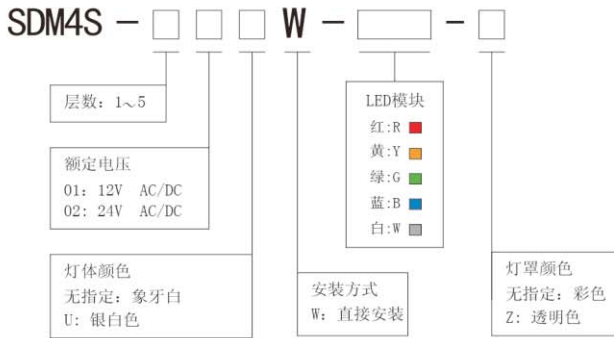 SDM4S - □□□ W - □ - □
层数: 1～5
额定电压
01: 12V AC/DC
02: 24V AC/DC
灯体颜色
无指定: 象牙白
U: 银白色
安装方式
W: 直接安装
LED模块
红:R
黄:Y
绿:G
蓝:B
白:W
灯罩颜色
无指定: 彩色
Z: 透明色